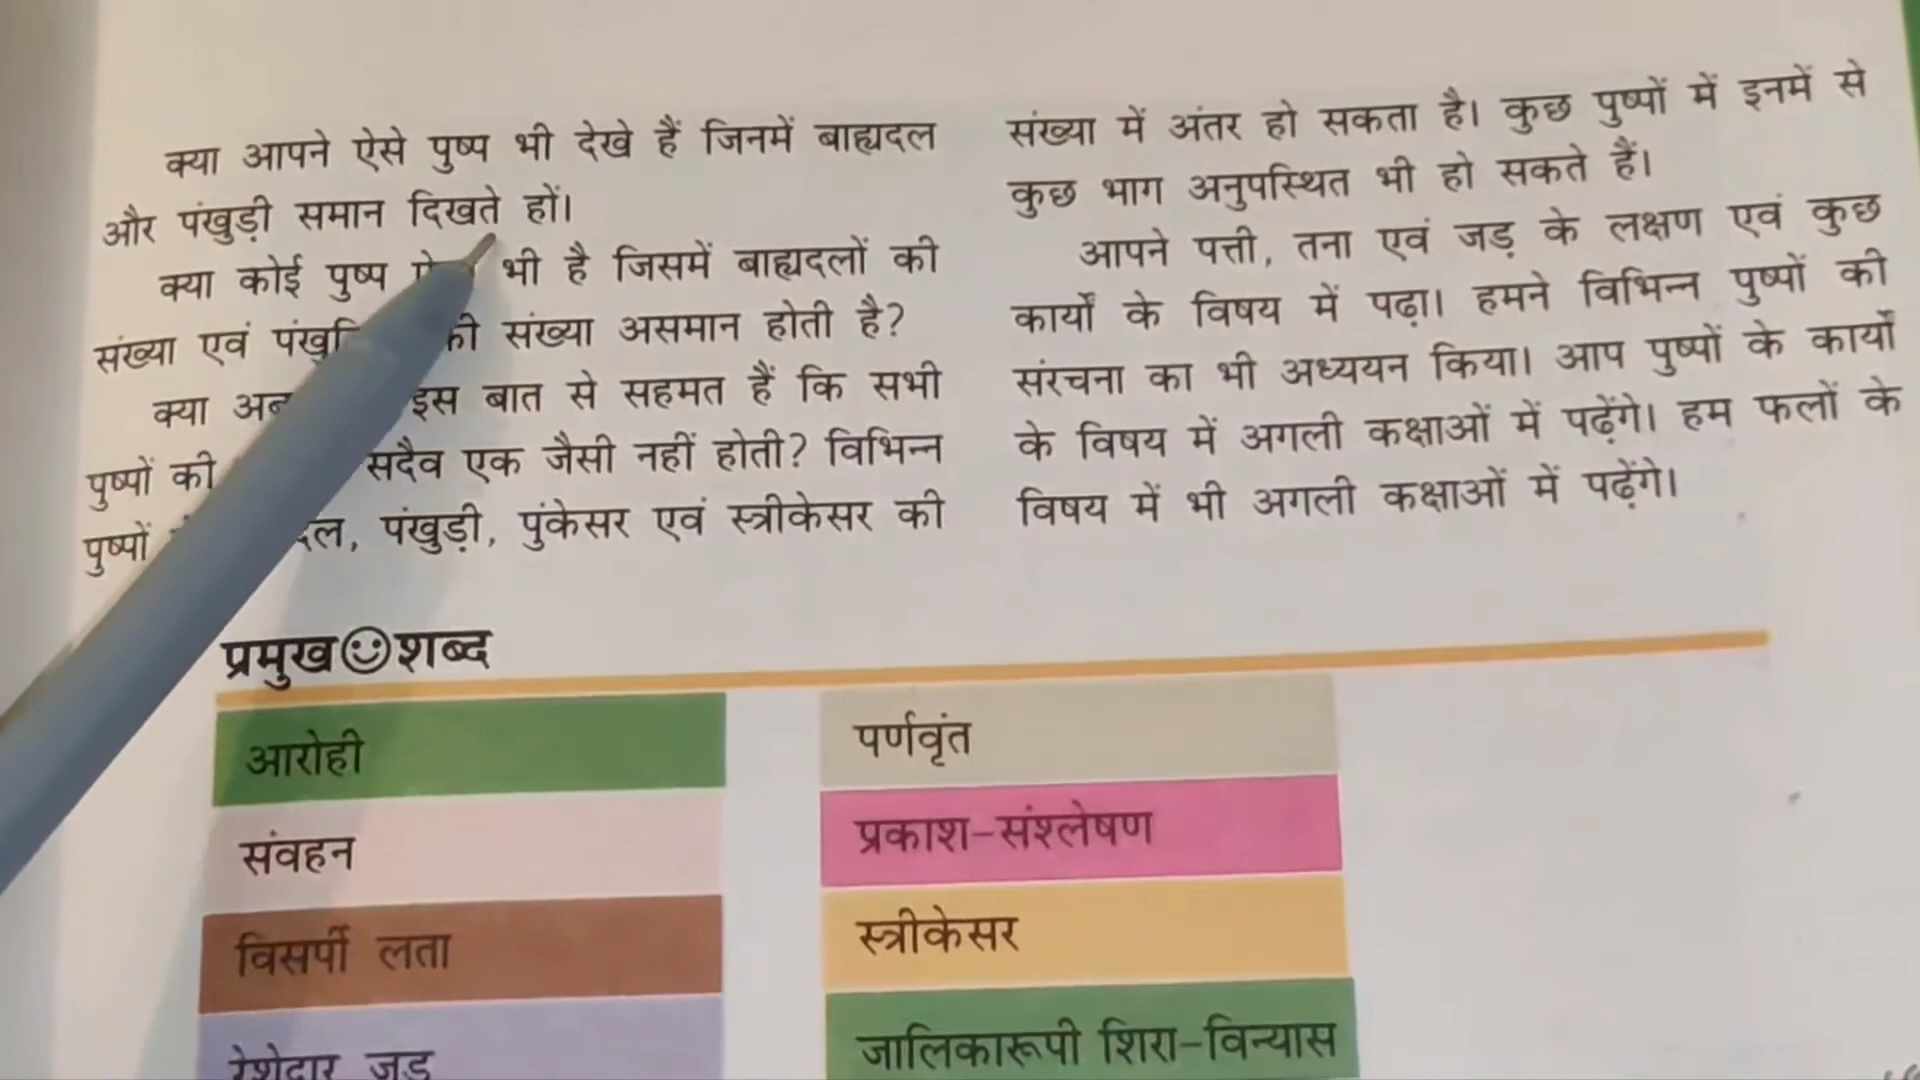 क्या आपने ऐसे पुष्प भी देखे हैं जिनमें बाह्यदल
और पंखुड़ी समान दिखते हों।
क्या कोई पुष्प भी है जिसमें बाह्यदलों की
संख्या एवं की संख्या असमान होती है?
क्या इस बात से सहमत हैं कि सभी
पुष्पों की सदैव एक जैसी नहीं होती? विभिन्न
पुष्पों पंखुड़ी, पुंकेसर एवं स्त्रीकेसर की
संख्या में अंतर हो सकता है। कुछ पुष्पों में इनमें से
कुछ भाग अनुपस्थित भी हो सकते हैं।
आपने पत्ती, तना एवं जड़ के लक्षण एवं कुछ
कार्यों के विषय में पढ़ा। हमने विभिन्न पुष्पों की
संरचना का भी अध्ययन किया। आप पुष्पों के कार्यों
के विषय में अगली कक्षाओं में पढ़ेंगे। हम फलों के
विषय में भी अगली कक्षाओं में पढ़ेंगे।
प्रमुख शब्द
आरोही
संवहन
विसर्पी लता
रेशेदार जड़
पर्णवृंत
प्रकाश-संश्लेषण
स्त्रीकेसर
जालिकारूपी शिरा-विन्यास